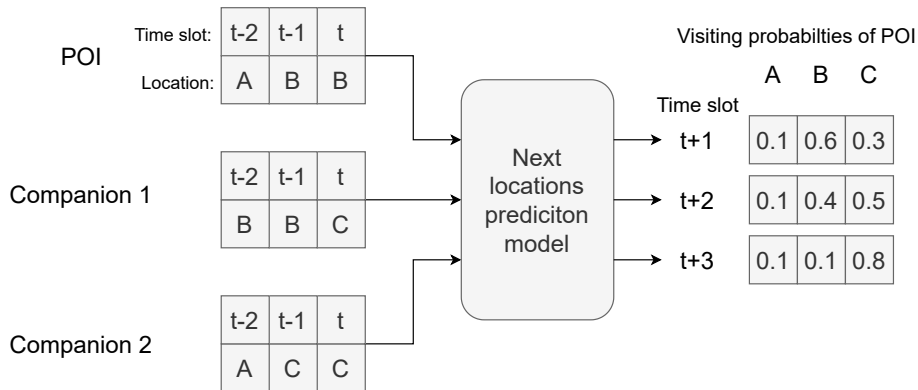 Visiting probabilties of POI
Time slot: t-2 t-1 t
POI
Location: A B B
A B C
Time slot
t+1 0.1 0.6 0.3
Next
locations
prediciton
model
Companion 1
t-2 t-1 t
B B C
t+2 0.1 0.4 0.5
t+3 0.1 0.1 0.8
Companion 2
t-2 t-1 t
A C C